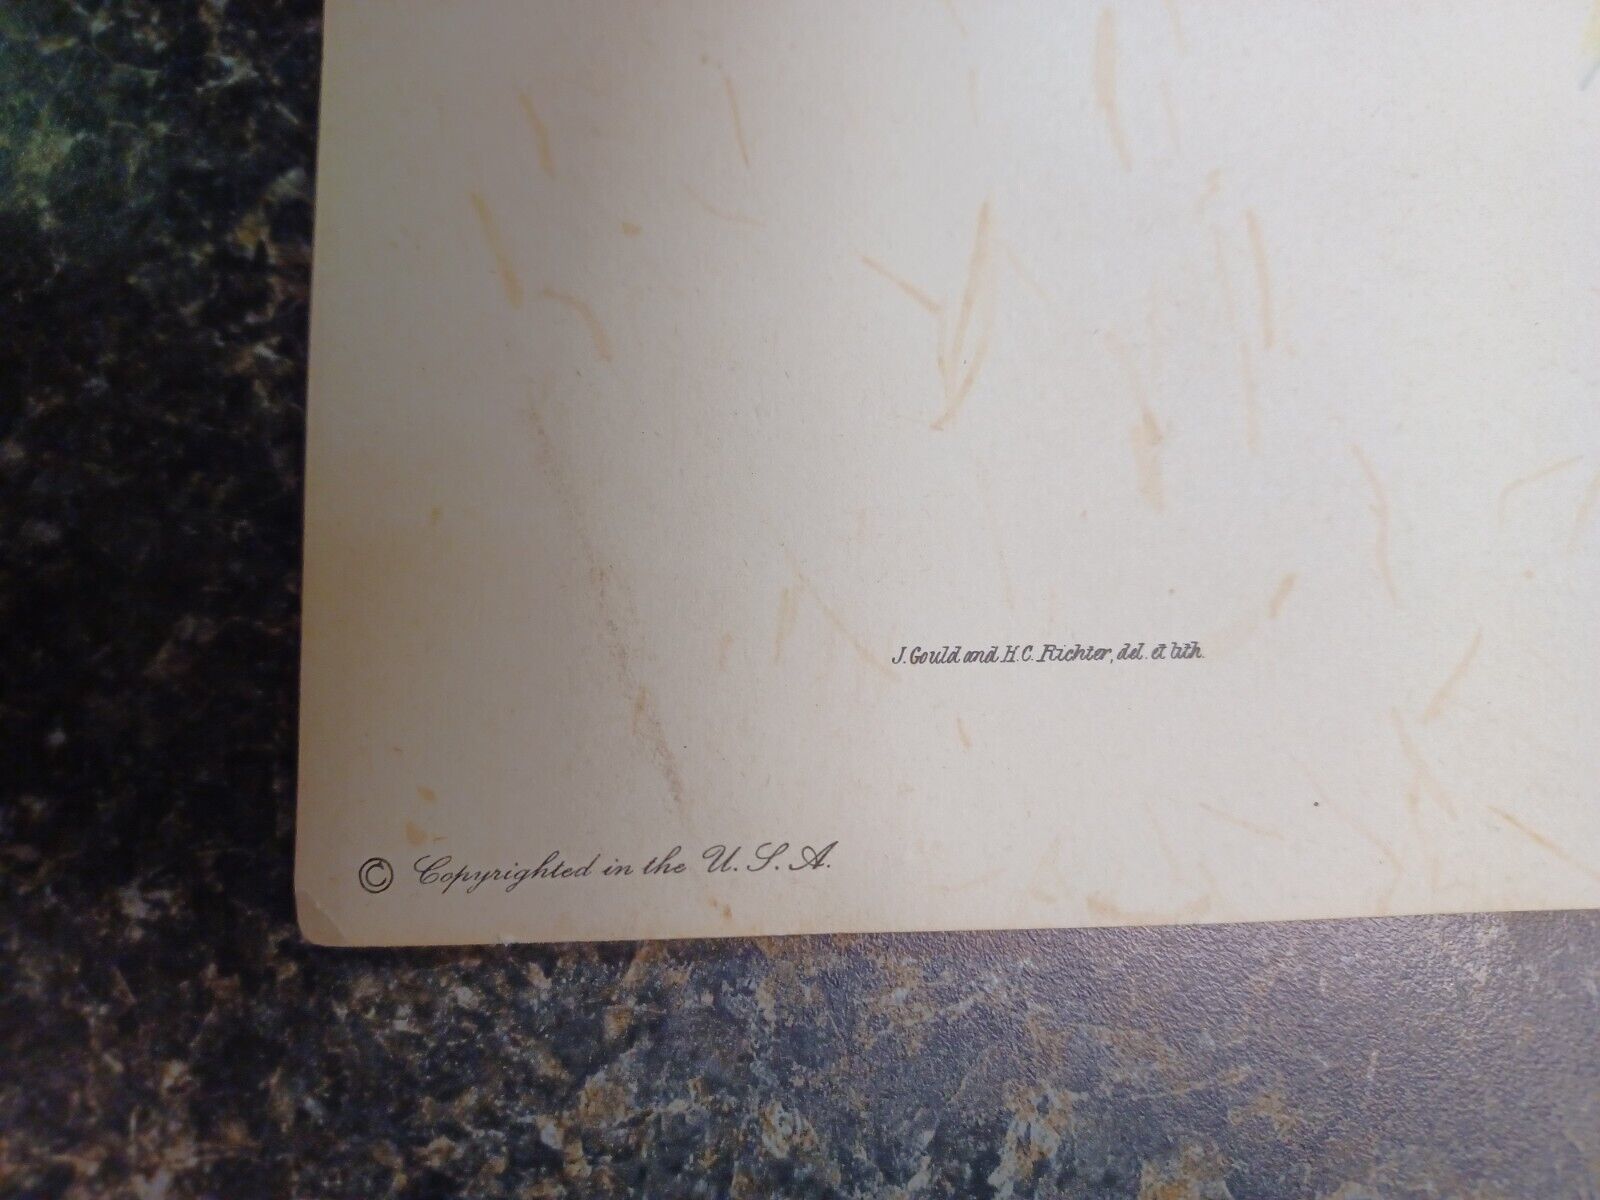 J. Gould and H. C. Richter, del. et lith.
© Copyrighted in the U. S. A.